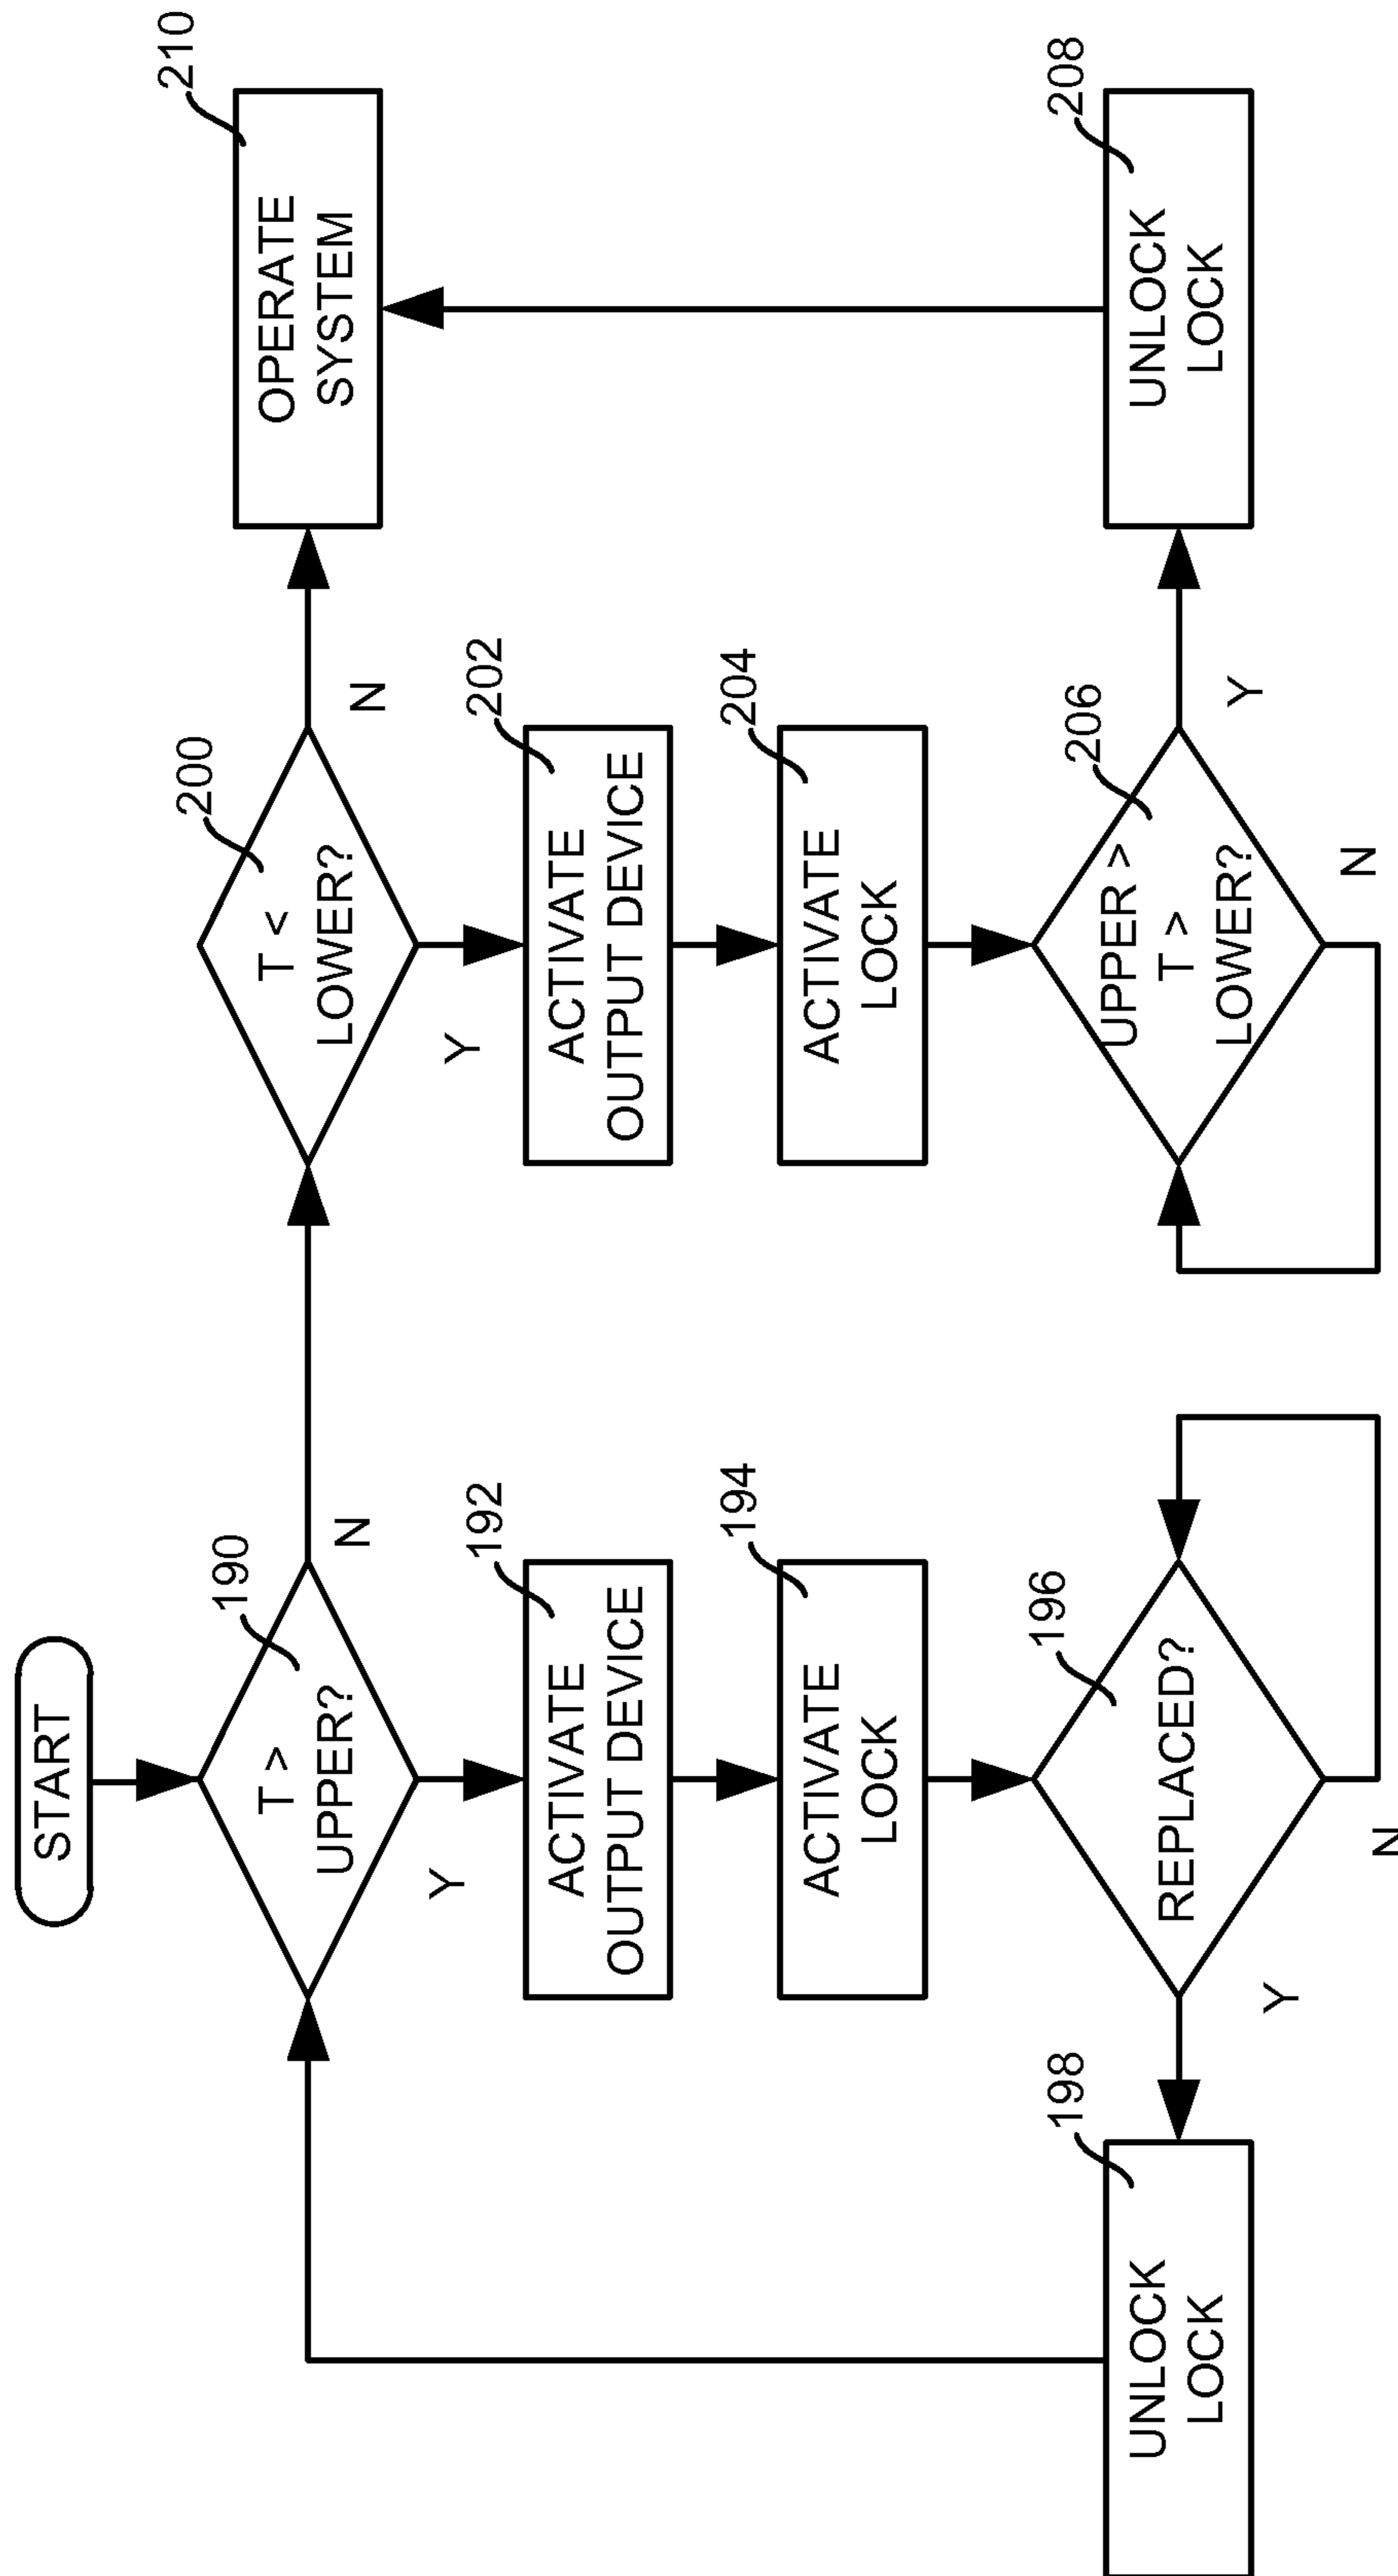 START
T >
UPPER?
190
N
Y
ACTIVATE
OUTPUT DEVICE
192
ACTIVATE
LOCK
194
REPLACED?
196
N
Y
UNLOCK
LOCK
198
T <
LOWER?
200
N
Y
ACTIVATE
OUTPUT DEVICE
202
ACTIVATE
LOCK
204
UPPER >
T >
LOWER?
206
N
Y
UNLOCK
LOCK
208
OPERATE
SYSTEM
210